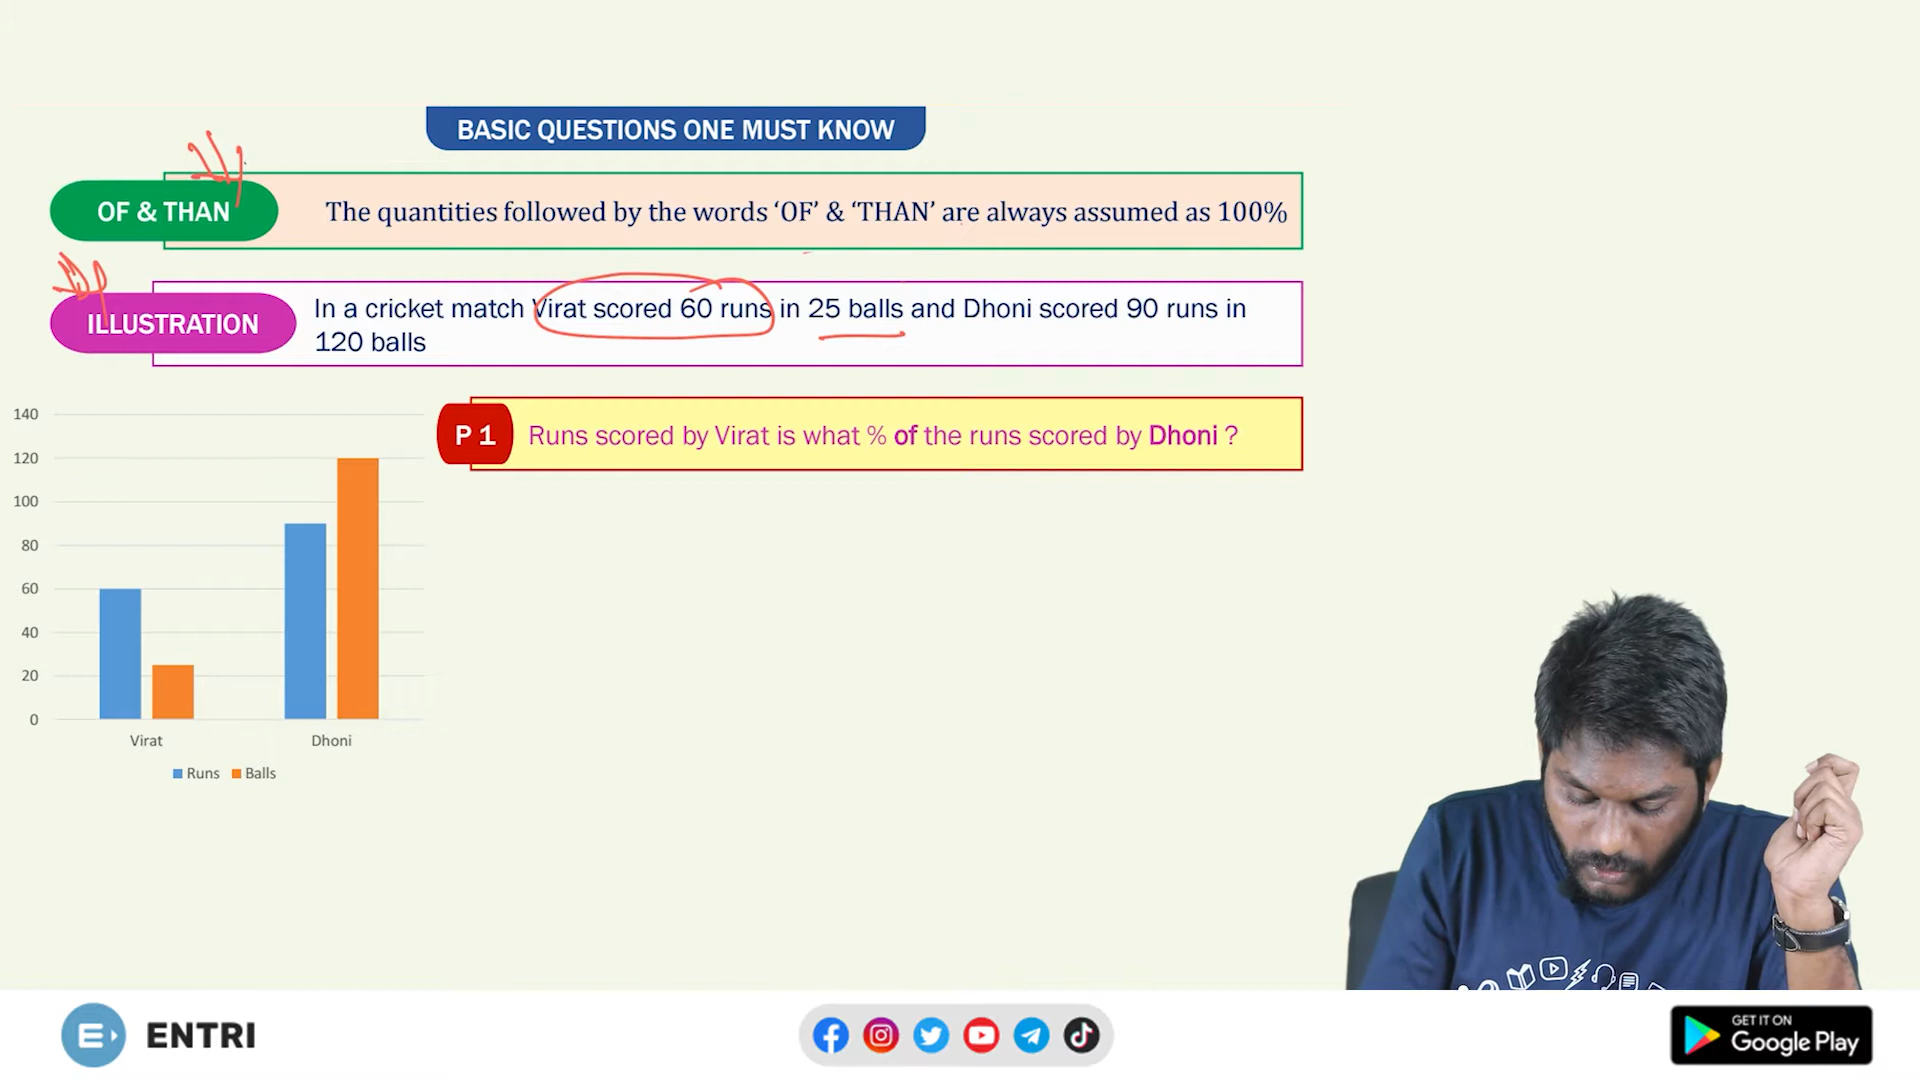 BASIC QUESTIONS ONE MUST KNOW
OF & THAN
The quantities followed by the words ‘OF’ & ‘THAN’ are always assumed as 100%
ILLUSTRATION
In a cricket match Virat scored 60 runs in 25 balls and Dhoni scored 90 runs in
120 balls
P 1
Runs scored by Virat is what % of the runs scored by Dhoni ?
140
120
100
80
60
40
20
0
Virat Dhoni
Runs Balls
ENTRI
GET IT ON
Google Play